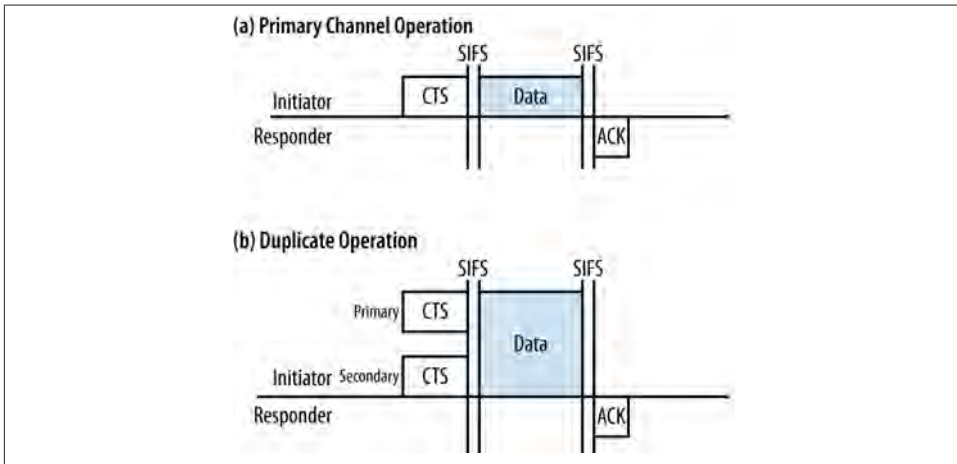 (a) Primary Channel Operation
SIFS SIFS
CTS Data
Initiator
Responder ACK
(b) Duplicate Operation
SIFS SIFS
Primary CTS
Data
Initiator Secondary CTS
Responder ACK